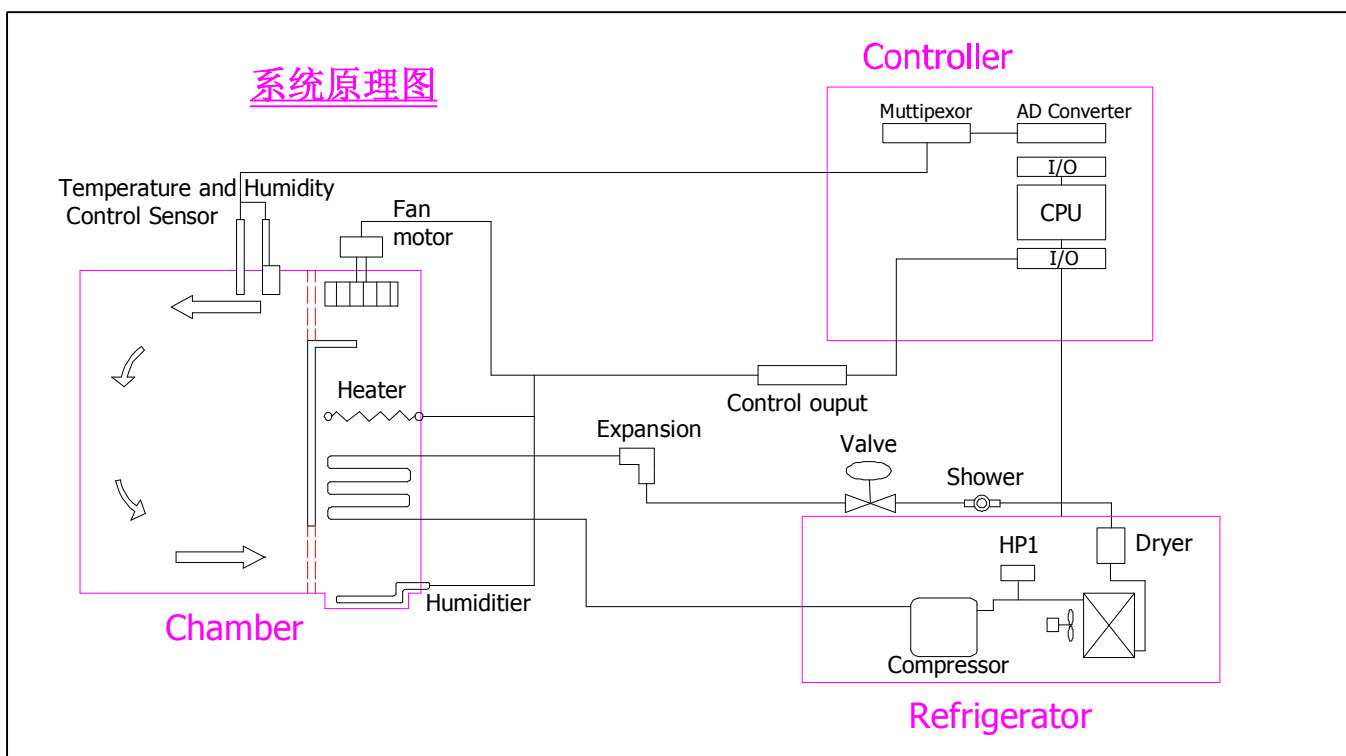 系统原理图
Controller
Muttipexor
AD Converter
I/O
CPU
I/O
Temperature and Humidity
Control Sensor
Fan
motor
Heater
Control ouput
Expansion
Valve
Shower
HP1
Dryer
Humiditier
Chamber
Compressor
Refrigerator